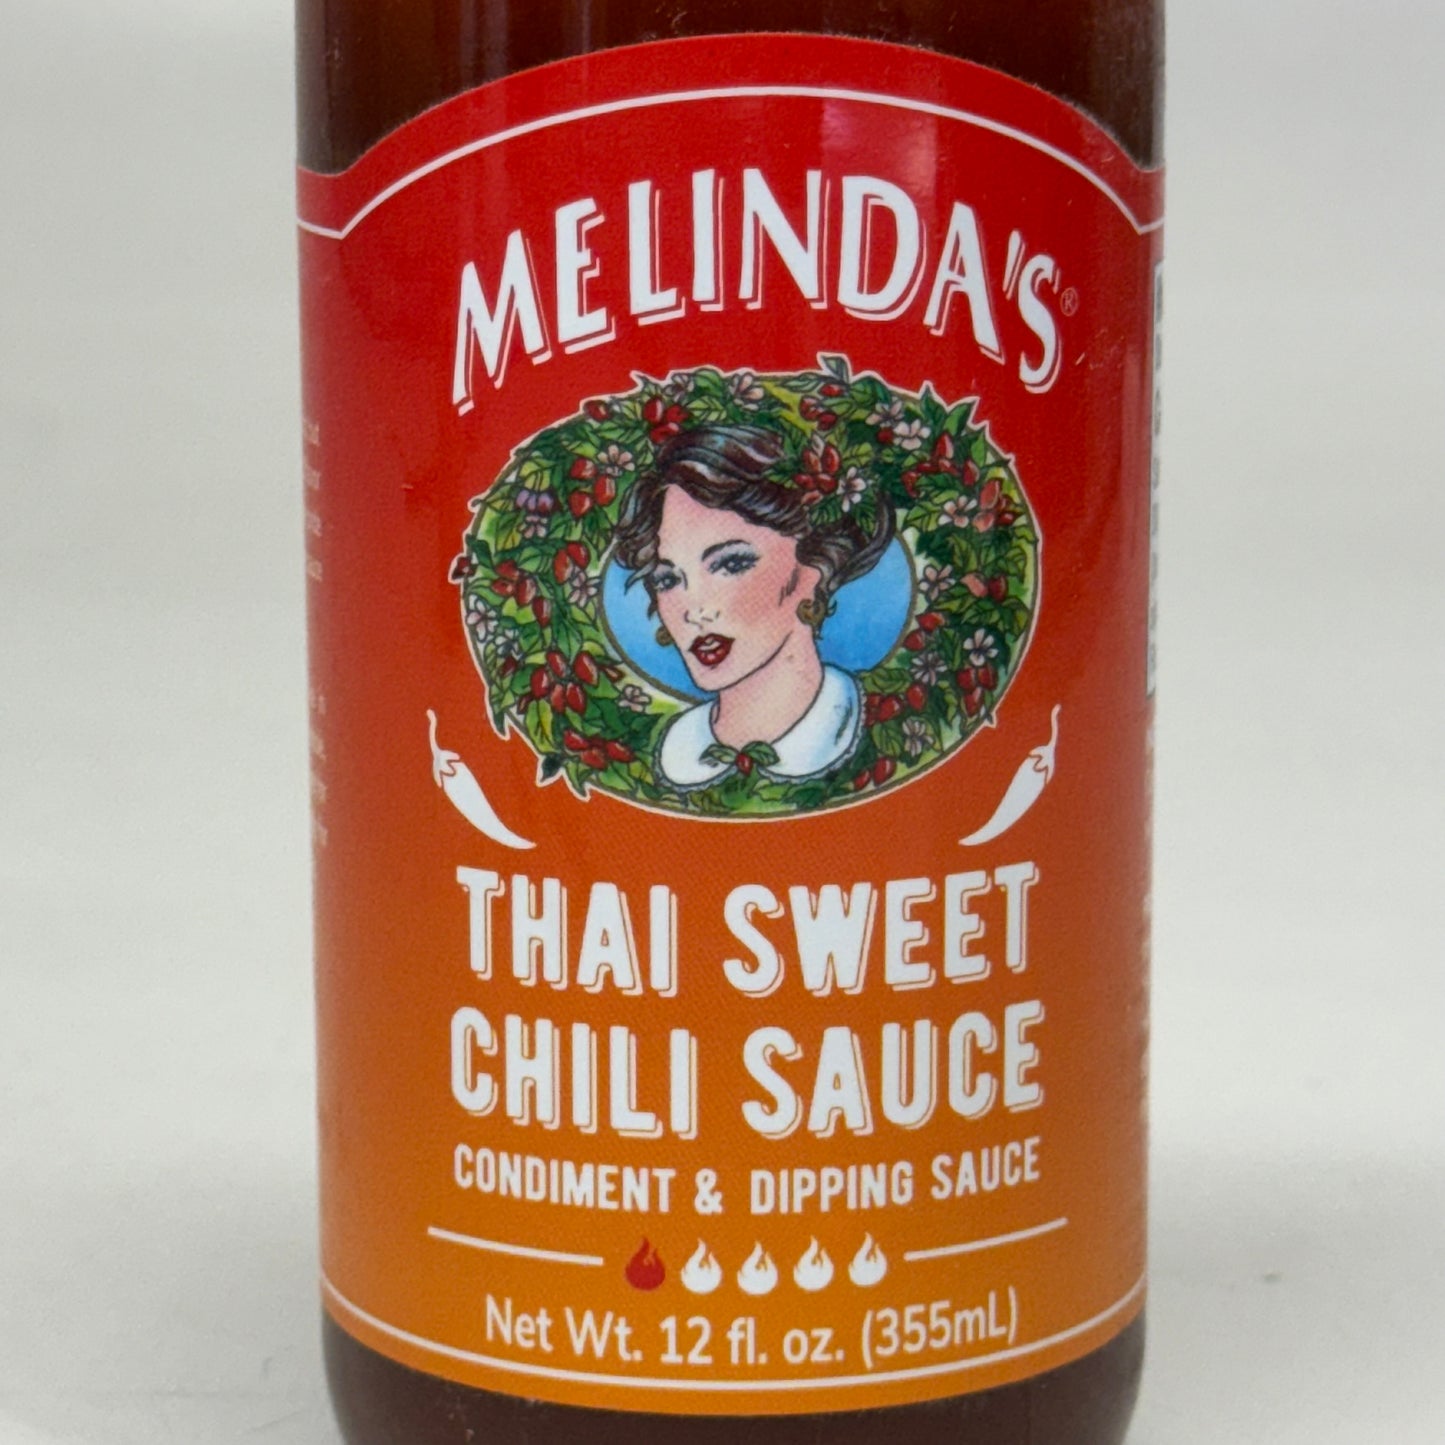 MELINDA'S®
THAI SWEET
CHILI SAUCE
CONDIMENT & DIPPING SAUCE
Net Wt. 12 fl. oz. (355mL)